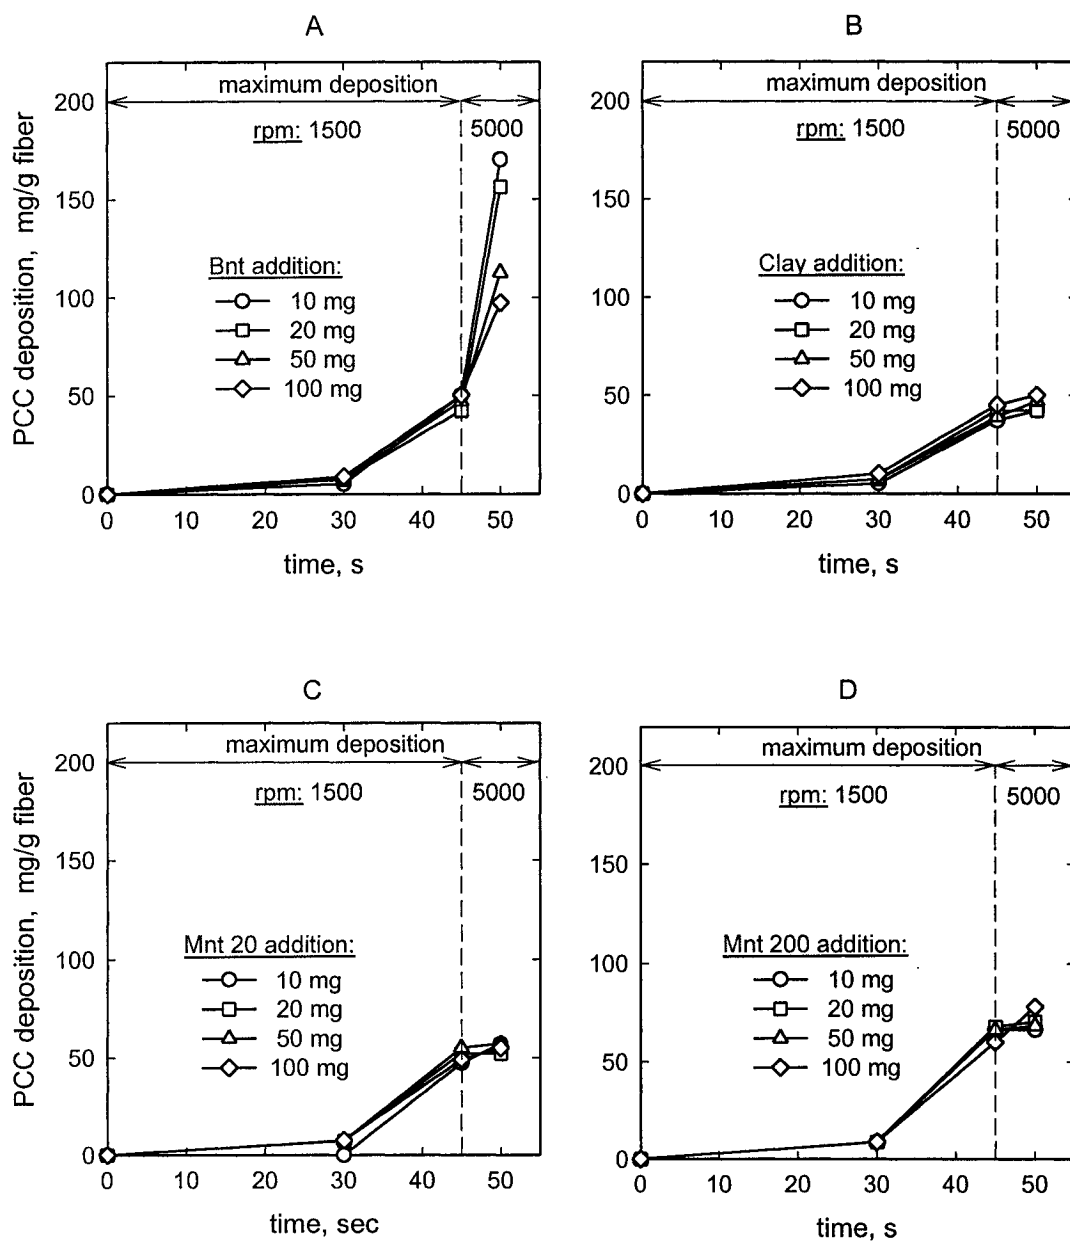 A
maximum deposition
rpm: 1500
5000
PCC deposition, mg/g fiber
200
150
100
50
0
Bnt addition:
10 mg
20 mg
50 mg
100 mg
0 10 20 30 40 50
time, s
B
maximum deposition
rpm: 1500
5000
200
150
100
50
0
Clay addition:
10 mg
20 mg
50 mg
100 mg
0 10 20 30 40 50
time, s
C
maximum deposition
rpm: 1500
5000
PCC deposition, mg/g fiber
200
150
100
50
0
Mnt 20 addition:
10 mg
20 mg
50 mg
100 mg
0 10 20 30 40 50
time, sec
D
maximum deposition
rpm: 1500
5000
200
150
100
50
0
Mnt 200 addition:
10 mg
20 mg
50 mg
100 mg
0 10 20 30 40 50
time, s